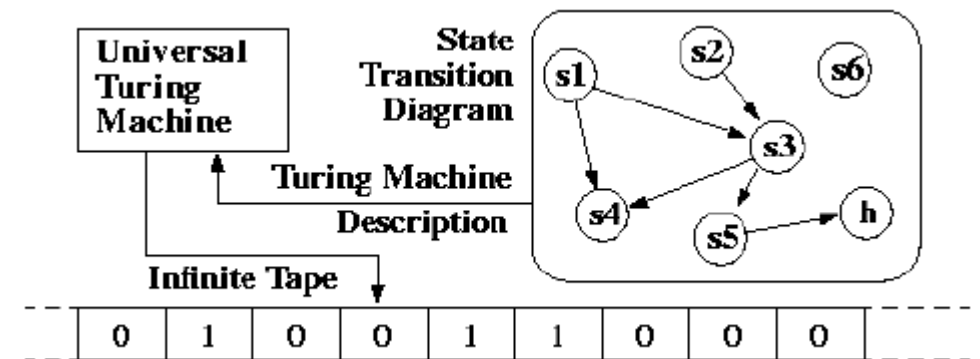 Universal
Turing
Machine
State
Transition
Diagram
s1
s2
s6
s3
s4
s5
h
Turing Machine
Description
Infinite Tape
0 1 0 0 1 1 0 0 0